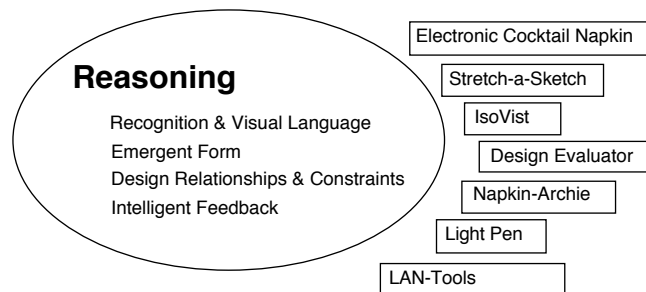 Reasoning
Recognition & Visual Language
Emergent Form
Design Relationships & Constraints
Intelligent Feedback
Electronic Cocktail Napkin
Stretch-a-Sketch
IsoVist
Design Evaluator
Napkin-Archie
Light Pen
LAN-Tools